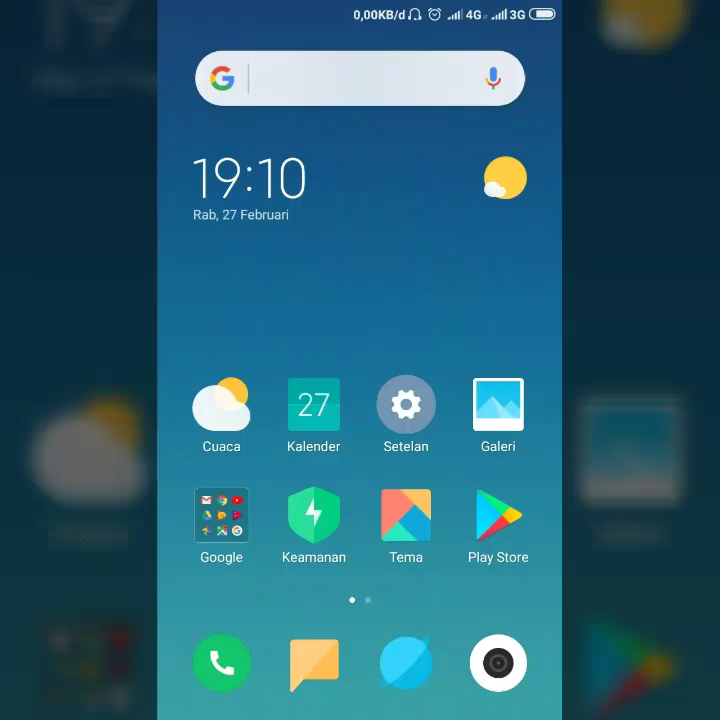 0,00KB/d 4G 3G
19:10
Rab, 27 Februari
27
Cuaca Kalender Setelan Galeri
Google Keamanan Tema Play Store